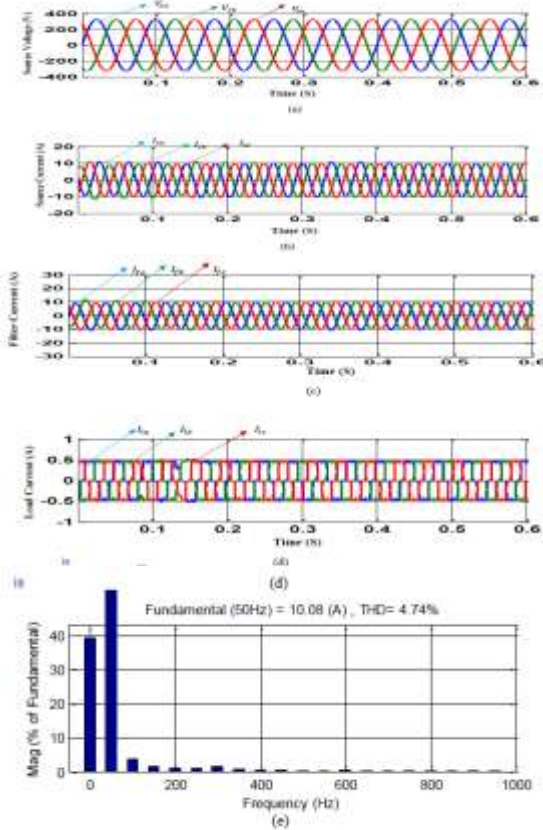 Source Voltage (V)
400
200
0
-200
-400
0.1 0.2 0.3 0.4 0.5 0.6
Time (S)
(a)
Source Current (A)
20
10
0
-10
-20
0.1 0.2 0.3 0.4 0.5 0.6
Time (S)
(b)
Filter Current (A)
30
20
10
0
-10
-20
-30
0.1 0.2 0.3 0.4 0.5 0.6
Time (S)
(c)
Load Current (A)
1
0.5
0
-0.5
-1
0.1 0.2 0.3 0.4 0.5 0.6
Time (S)
(d)
(d)
Fundamental (50Hz) = 10.08 (A) , THD= 4.74%
Mag (% of Fundamental)
40
30
20
10
0
0 200 400 600 800 1000
Frequency (Hz)
(e)